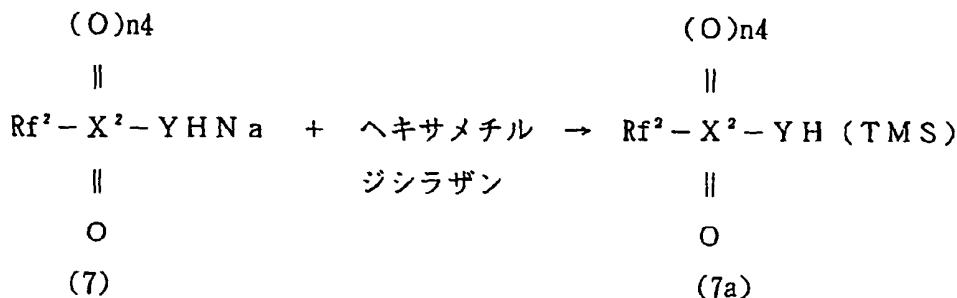 (O)n4 (O)n4
‖ ‖
Rf²－X²－YHNa ＋ ヘキサメチル → Rf²－X²－YH(TMS)
‖ ジシラザン ‖
O O
(7) (7a)